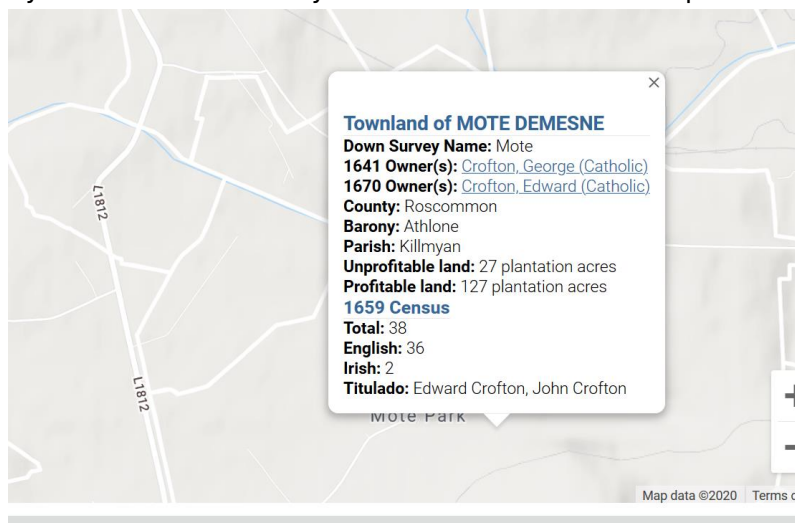 ×
Townland of MOTE DEMESNE
Down Survey Name: Mote
1641 Owner(s): Crofton, George (Catholic)
1670 Owner(s): Crofton, Edward (Catholic)
County: Roscommon
Barony: Athlone
Parish: Killmyan
Unprofitable land: 27 plantation acres
Profitable land: 127 plantation acres
1659 Census
Total: 38
English: 36
Irish: 2
Titulado: Edward Crofton, John Crofton
L1812
L1812
Mote Park
+
−
Map data ©2020
Terms